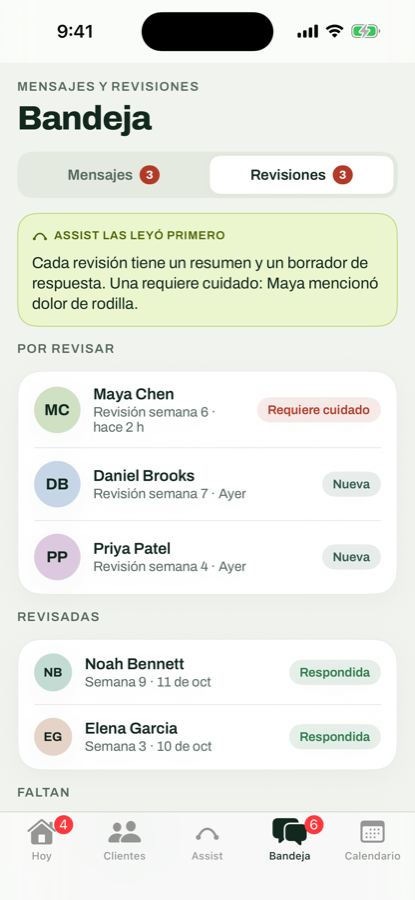 9:41
MENSAJES Y REVISIONES
Bandeja
Mensajes 3
Revisiones 3
ASSIST LAS LEYÓ PRIMERO
Cada revisión tiene un resumen y un borrador de
respuesta. Una requiere cuidado: Maya mencionó
dolor de rodilla.
POR REVISAR
MC
Maya Chen
Revisión semana 6 ·
hace 2 h
Requiere cuidado
DB
Daniel Brooks
Revisión semana 7 · Ayer
Nueva
PP
Priya Patel
Revisión semana 4 · Ayer
Nueva
REVISADAS
NB
Noah Bennett
Semana 9 · 11 de oct
Respondida
EG
Elena Garcia
Semana 3 · 10 de oct
Respondida
FALTAN
4
6
Hoy
Clientes
Assist
Bandeja
Calendario